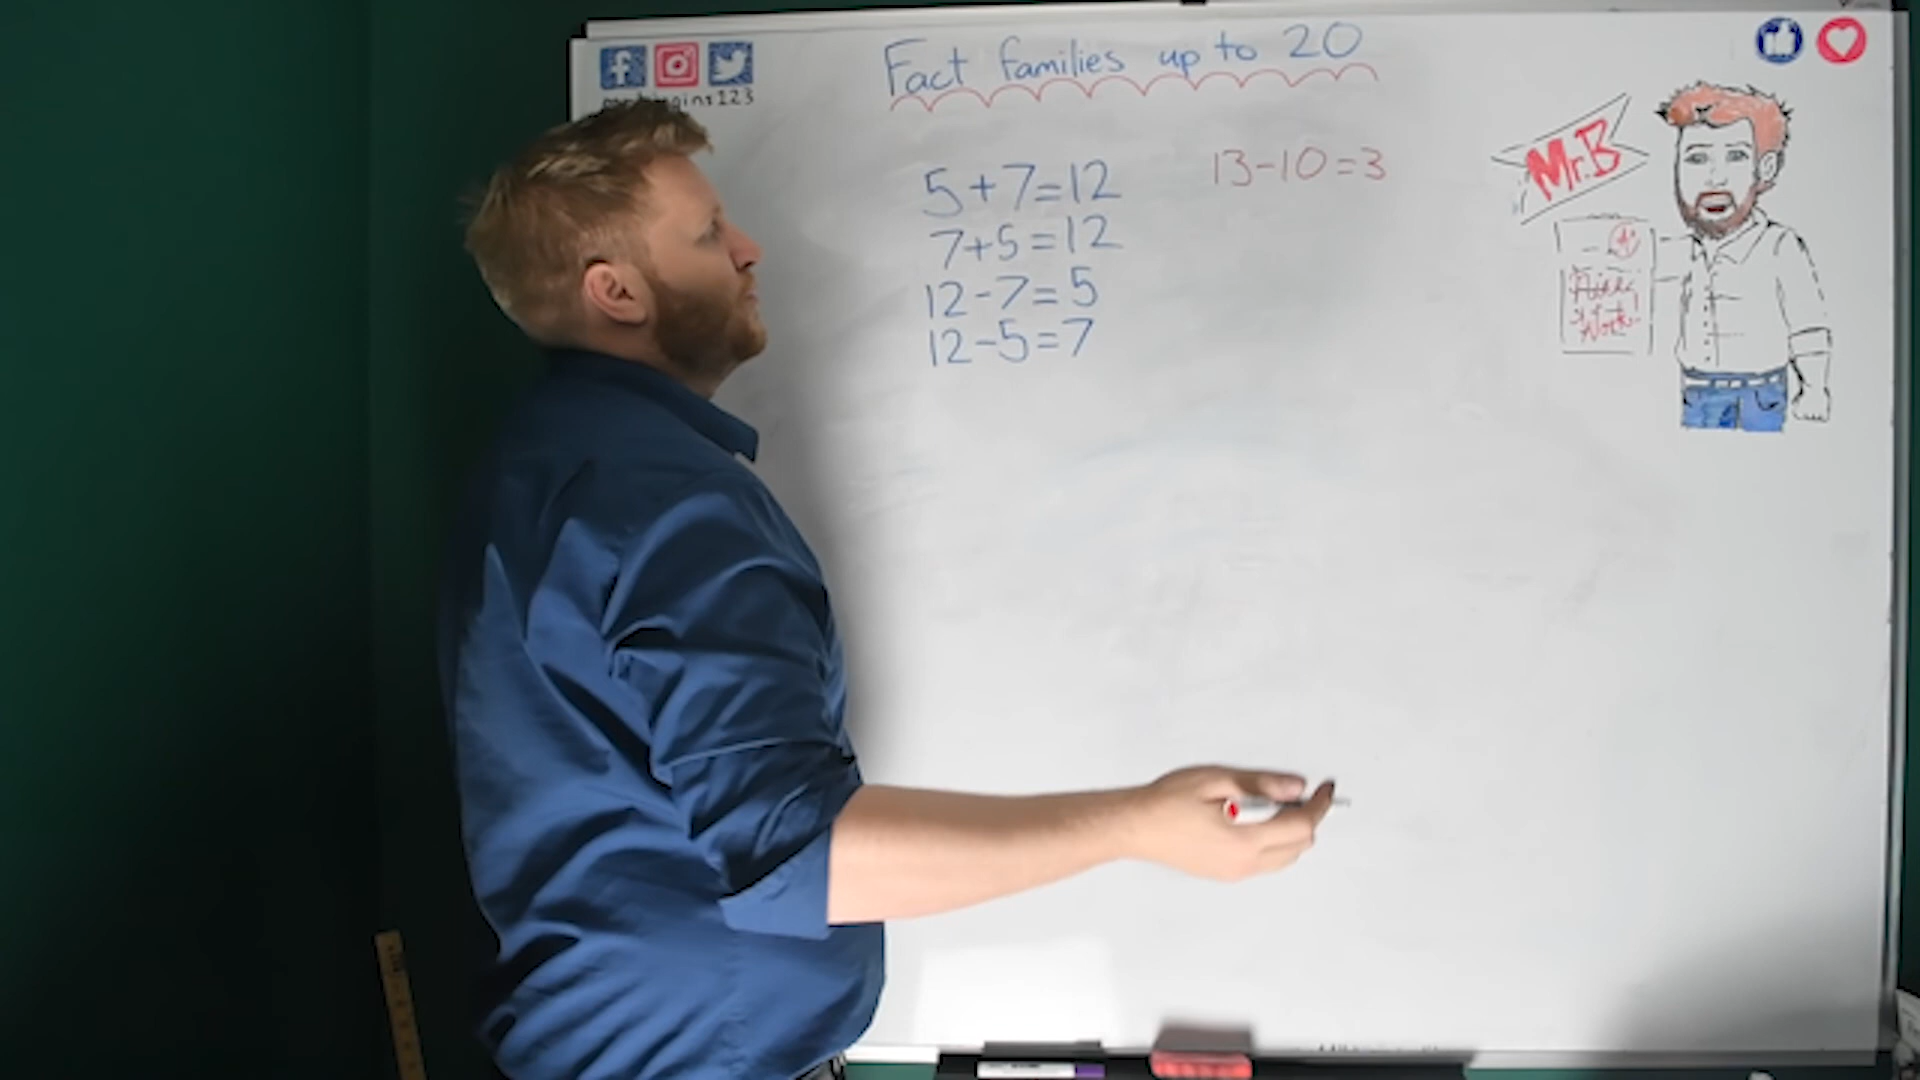 Fact families up to 20
5+7=12
7+5=12
12-7=5
12-5=7
13-10=3
Mr.B
A+
Work.